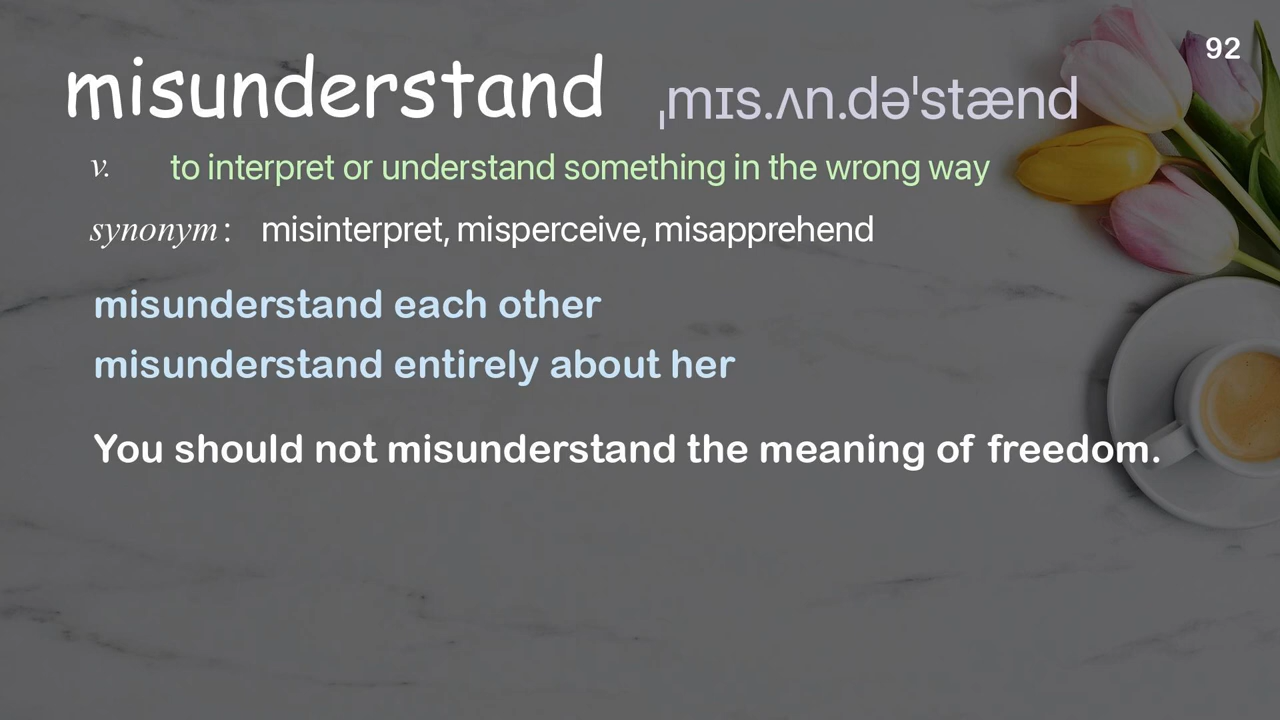 92
misunderstand ˌmɪs.ʌn.dəˈstænd
v. to interpret or understand something in the wrong way
synonym : misinterpret, misperceive, misapprehend
misunderstand each other
misunderstand entirely about her
You should not misunderstand the meaning of freedom.